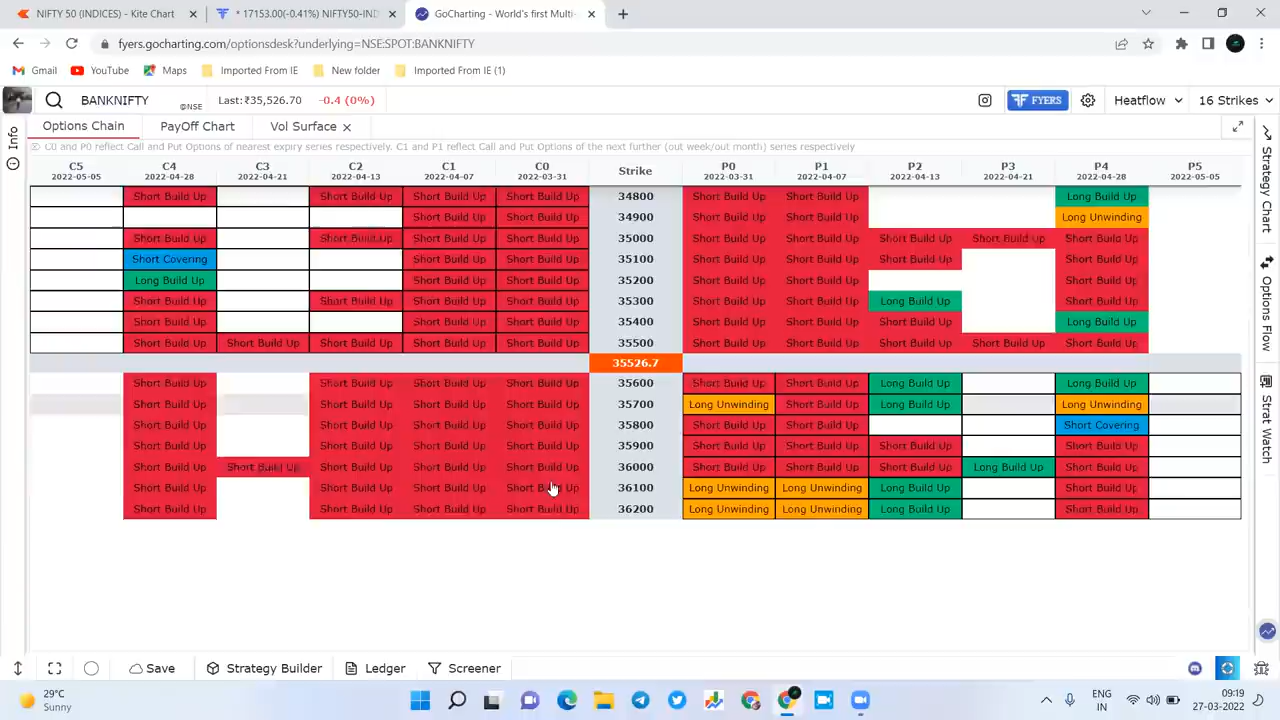 NIFTY 50 (INDICES) - Kite Chart × * 17153.00(-0.41%) NIFTY50-IND × GoCharting - World's first Multi- ×
fyers.gocharting.com/optionsdesk?underlying=NSE:SPOT:BANKNIFTY
Gmail YouTube Maps Imported From IE New folder Imported From IE (1)
BANKNIFTY @NSE Last:₹35,526.70 -0.4 (0%) FYERS Heatflow 16 Strikes
Info Options Chain PayOff Chart Vol Surface ×
C0 and P0 reflect Call and Put Options of nearest expiry series respectively. C1 and P1 reflect Call and Put Options of the next further (out week/out month) series respectively
C5 C4 C3 C2 C1 C0 Strike P0 P1 P2 P3 P4 P5
2022-05-05 2022-04-28 2022-04-21 2022-04-13 2022-04-07 2022-03-31 2022-03-31 2022-04-07 2022-04-13 2022-04-21 2022-04-28 2022-05-05
Short Build Up Short Build Up Short Build Up Short Build Up 34800 Short Build Up Short Build Up Long Build Up
Short Build Up Short Build Up 34900 Short Build Up Short Build Up Long Unwinding
Short Build Up Short Build Up Short Build Up Short Build Up 35000 Short Build Up Short Build Up Short Build Up Short Build Up Short Build Up
Short Covering Short Build Up Short Build Up 35100 Short Build Up Short Build Up Short Build Up Short Build Up
Long Build Up Short Build Up Short Build Up 35200 Short Build Up Short Build Up Short Build Up
Short Build Up Short Build Up Short Build Up Short Build Up 35300 Short Build Up Short Build Up Long Build Up Short Build Up
Short Build Up Short Build Up Short Build Up 35400 Short Build Up Short Build Up Short Build Up Long Build Up
Short Build Up Short Build Up Short Build Up Short Build Up Short Build Up 35500 Short Build Up Short Build Up Short Build Up Short Build Up Short Build Up
35526.7
Short Build Up Short Build Up Short Build Up Short Build Up 35600 Short Build Up Short Build Up Long Build Up Long Build Up
Short Build Up Short Build Up Short Build Up Short Build Up 35700 Long Unwinding Short Build Up Long Build Up Long Unwinding
Short Build Up Short Build Up Short Build Up Short Build Up 35800 Short Build Up Short Build Up Short Covering
Short Build Up Short Build Up Short Build Up Short Build Up 35900 Short Build Up Short Build Up Short Build Up Short Build Up
Short Build Up Short Build Up Short Build Up Short Build Up Short Build Up 36000 Short Build Up Short Build Up Short Build Up Long Build Up Short Build Up
Short Build Up Short Build Up Short Build Up Short Build Up 36100 Long Unwinding Long Unwinding Long Build Up Short Build Up
Short Build Up Short Build Up Short Build Up Short Build Up 36200 Long Unwinding Long Unwinding Long Build Up Short Build Up
Strategy Chart
Options Flow
Strat Watch
Save Strategy Builder Ledger Screener
29°C ENG 09:19
Sunny IN 27-03-2022